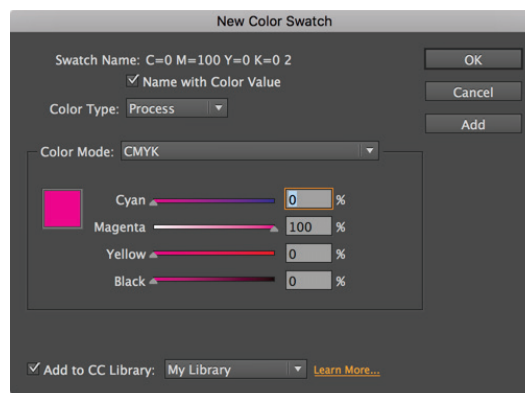 New Color Swatch
Swatch Name: C=0 M=100 Y=0 K=0 2
OK
Name with Color Value
Cancel
Color Type: Process
Add
Color Mode: CMYK
Cyan 0 %
Magenta 100 %
Yellow 0 %
Black 0 %
Add to CC Library: My Library Learn More...